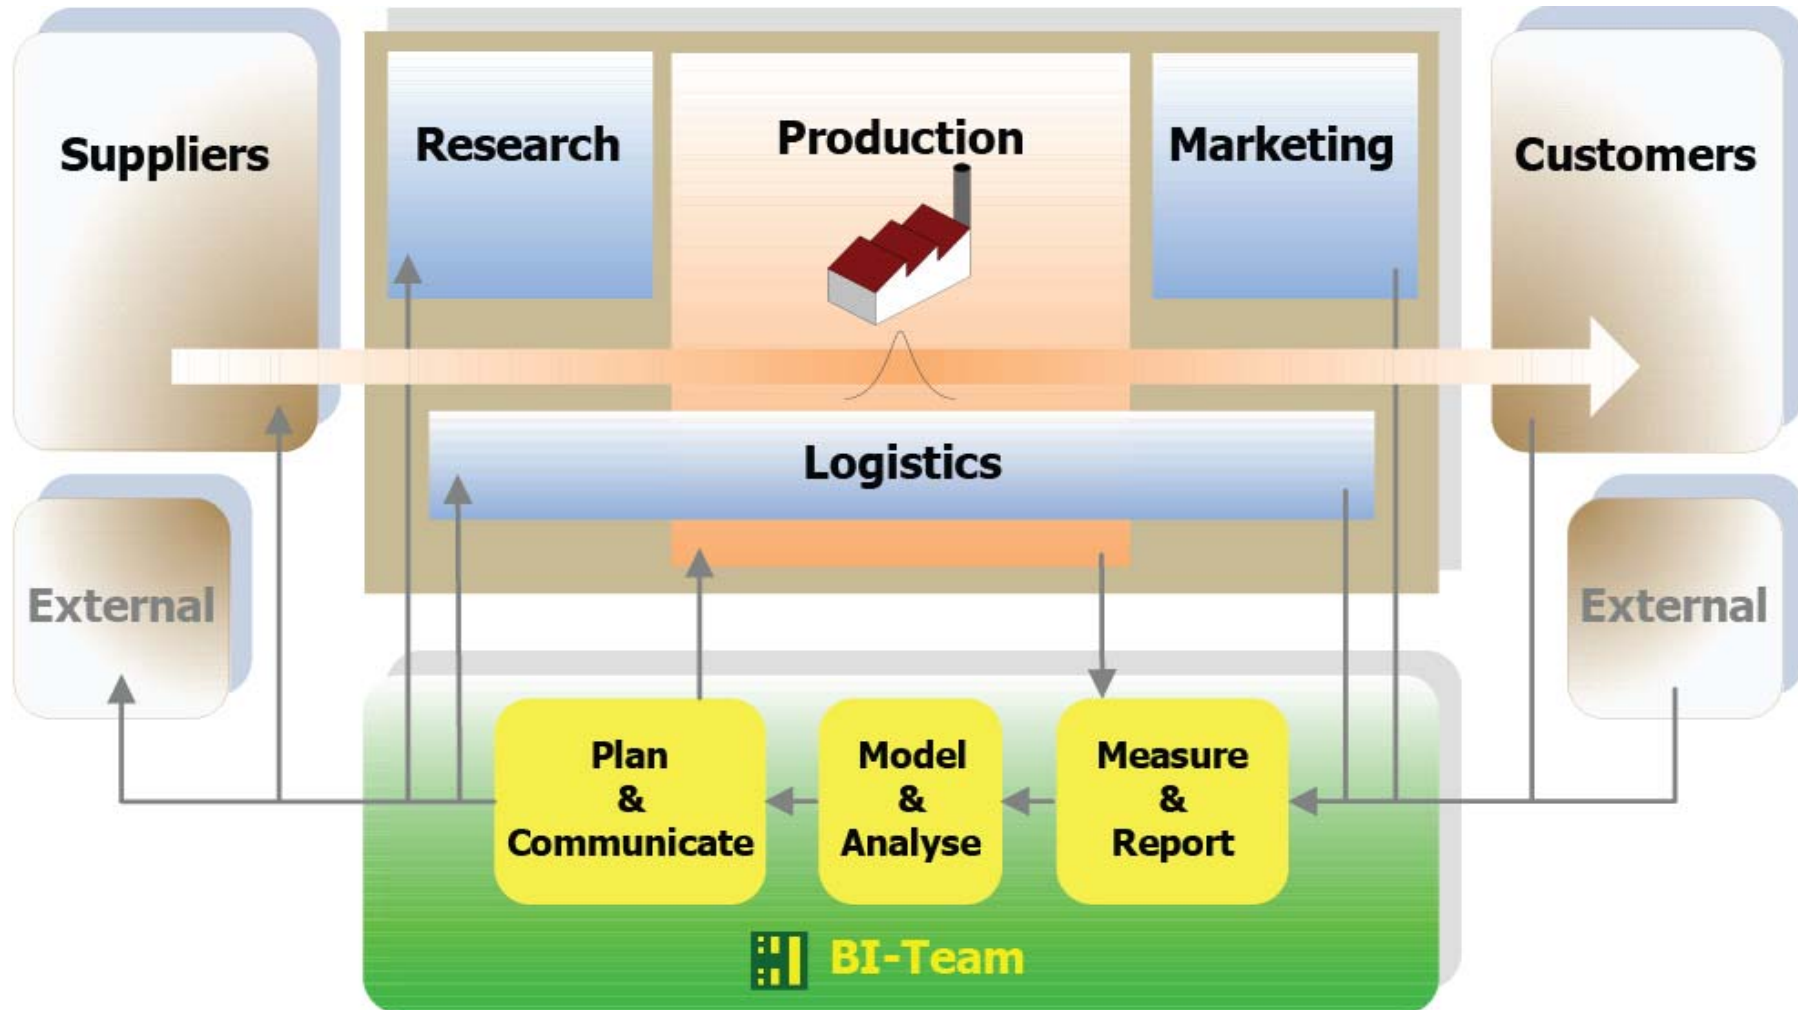 Suppliers
Research
Production
Marketing
Customers
Logistics
External
External
Plan
&
Communicate
Model
&
Analyse
Measure
&
Report
BI-Team